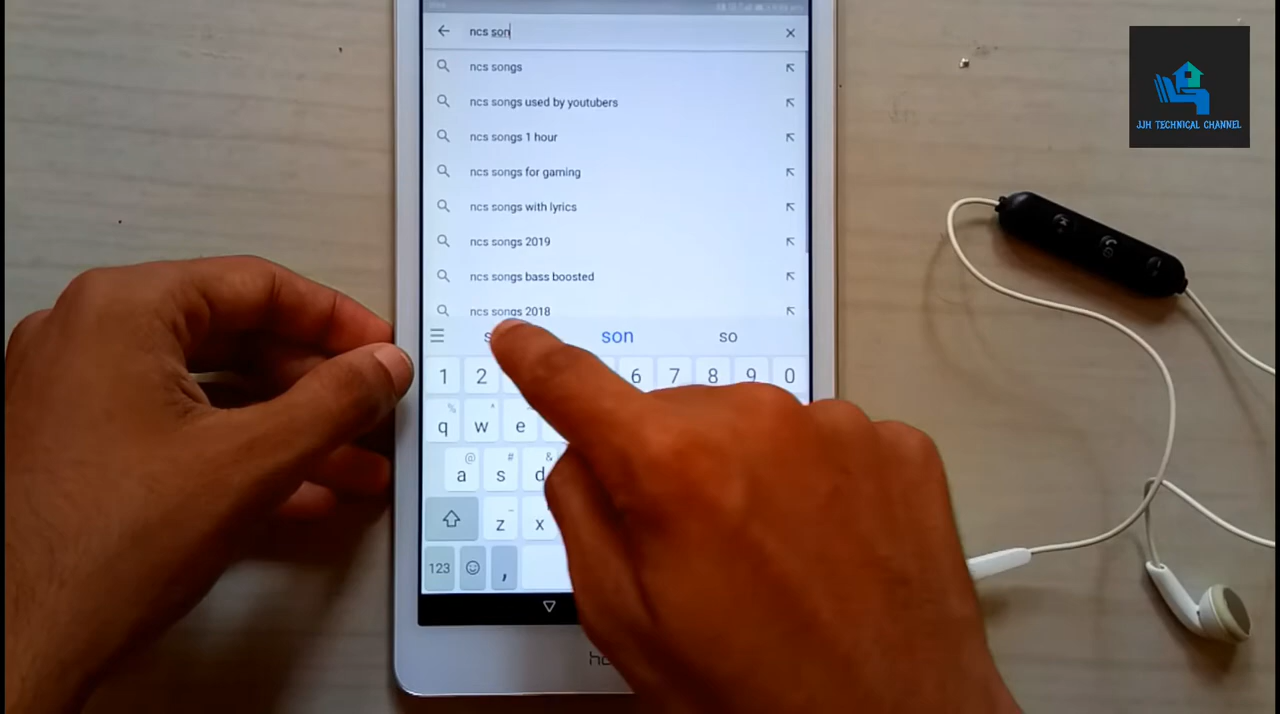 ncs son
ncs songs
ncs songs used by youtubers
ncs songs 1 hour
ncs songs for gaming
ncs songs with lyrics
ncs songs 2019
ncs songs bass boosted
ncs songs 2018
son so
1 2 6 7 8 9 0
q w e
@ # &
a s d
z x
123 ,
JJH TECHNICAL CHANNEL